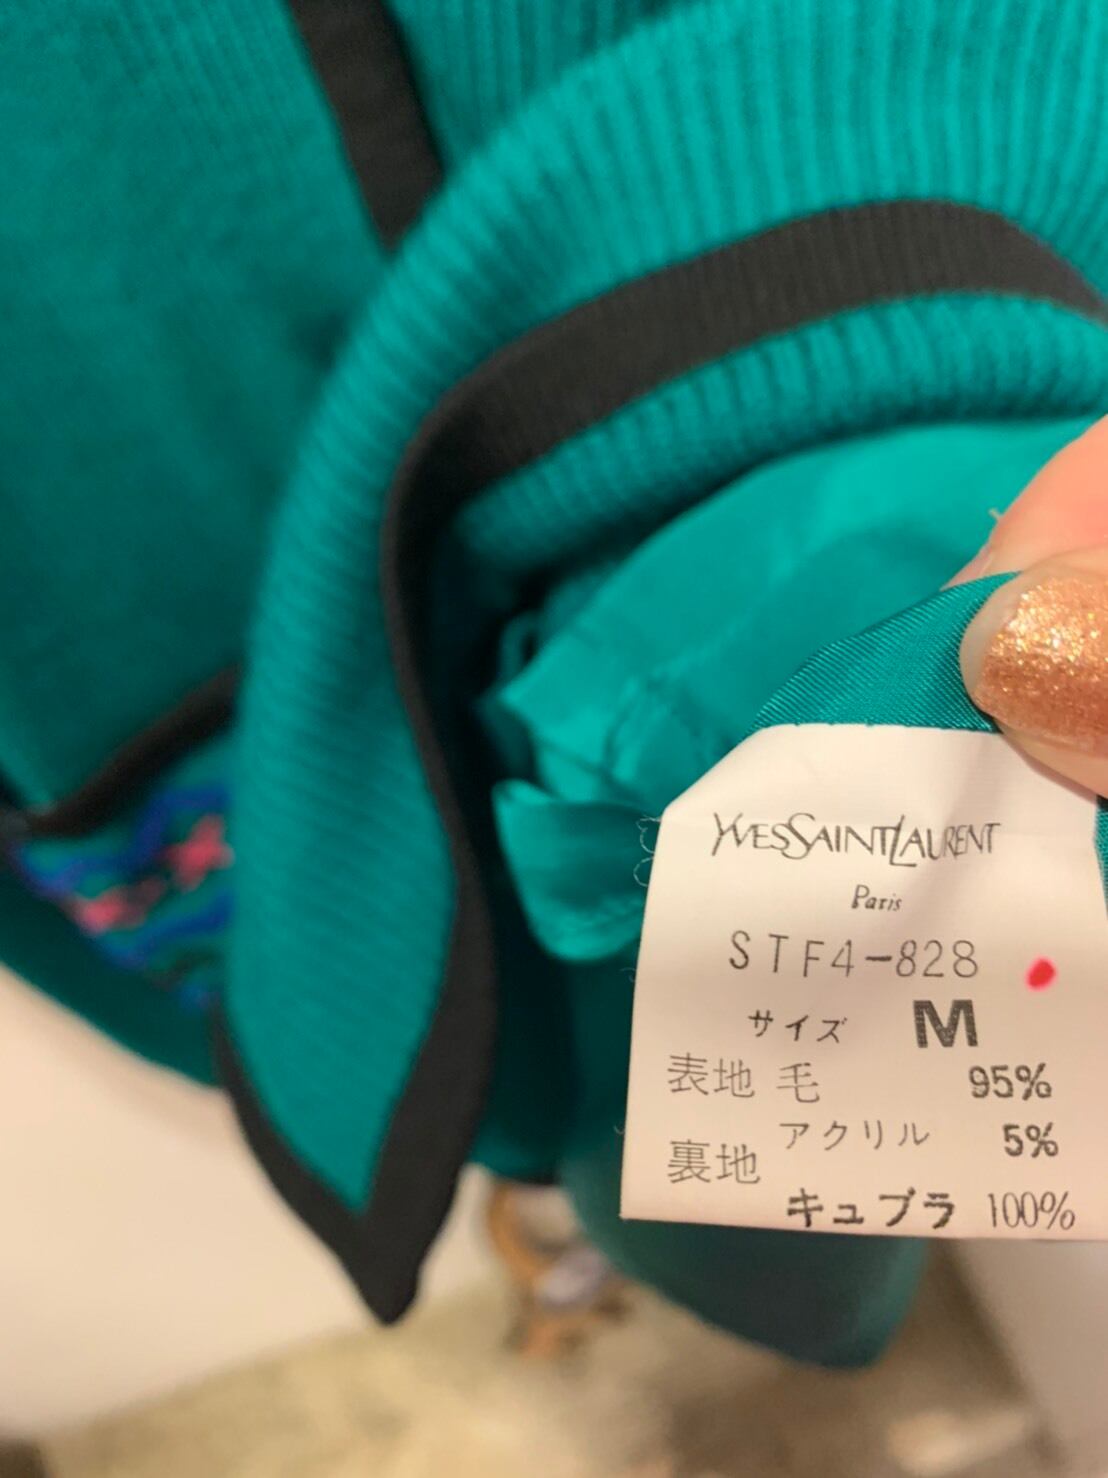 YVES SAINT LAURENT
Paris
STF4-828
サイズ M
表地 毛 95%
アクリル 5%
裏地
キュプラ 100%